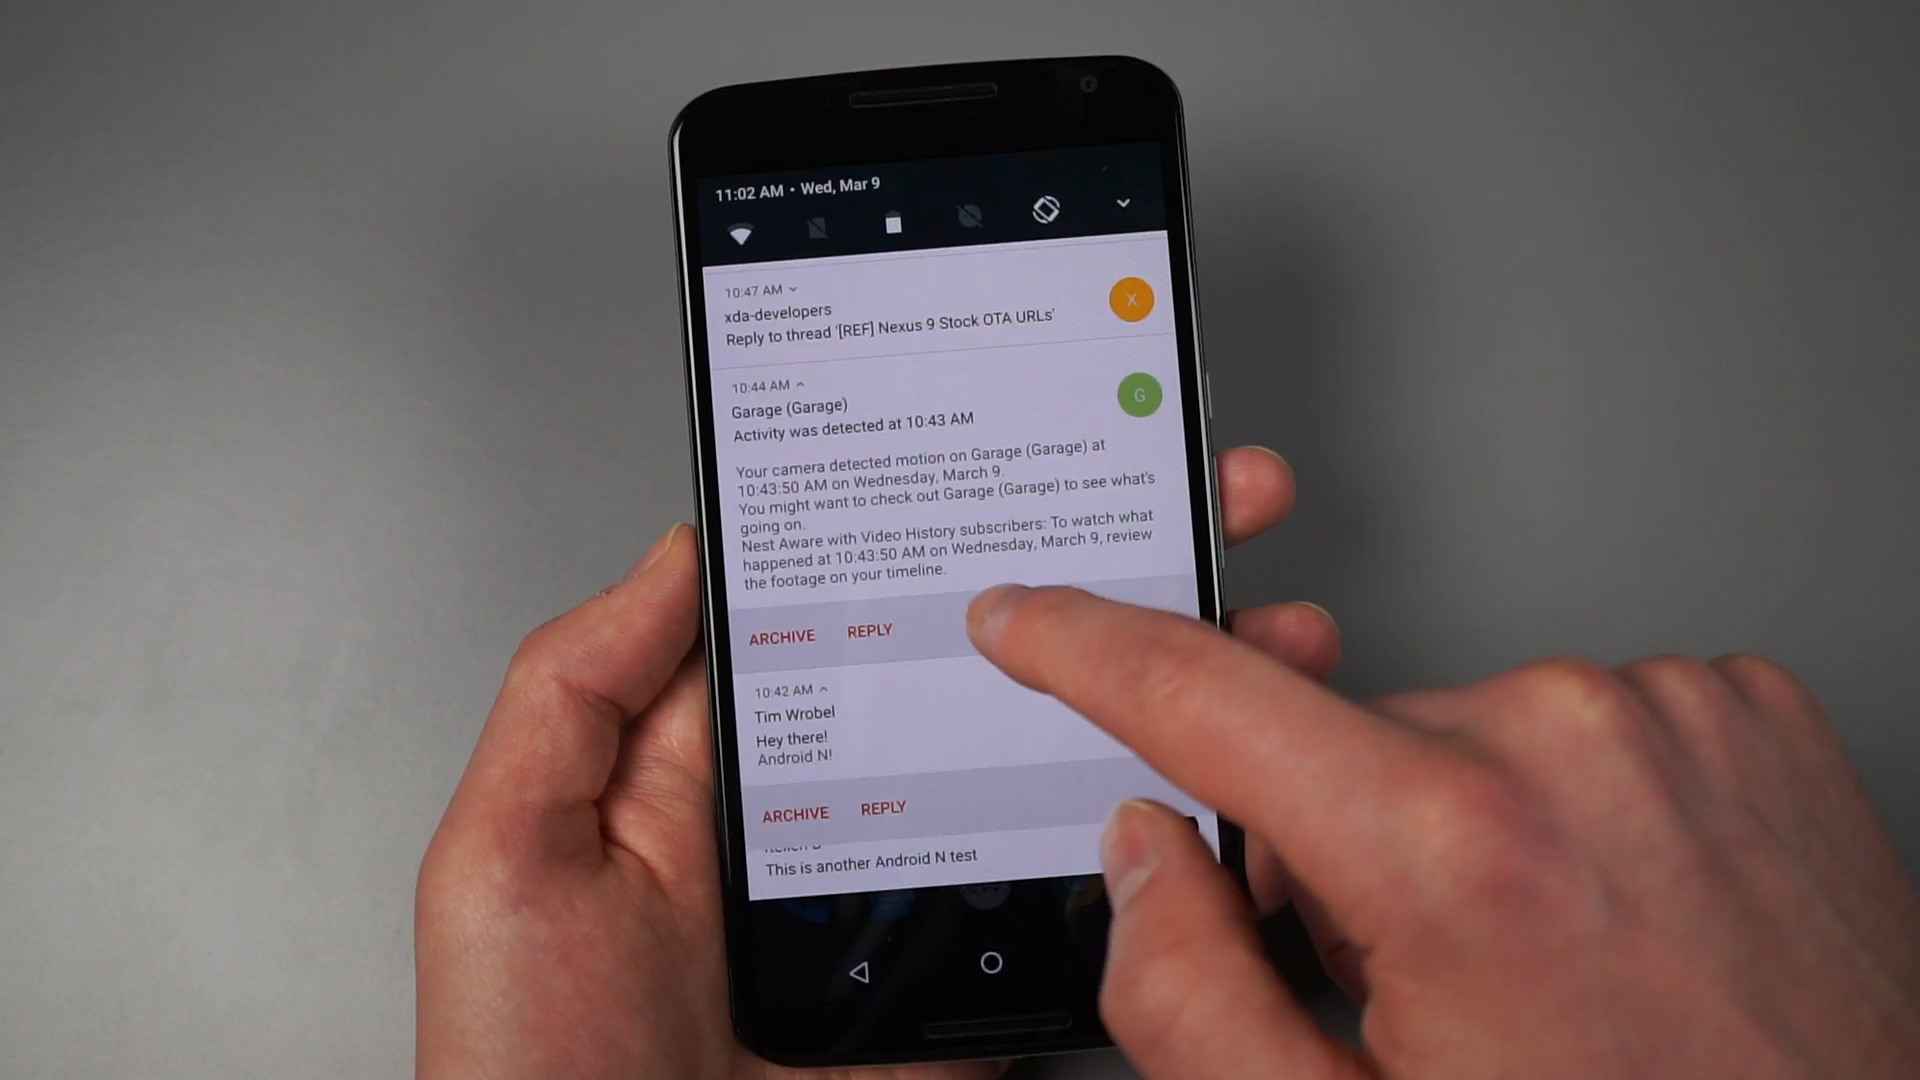 11:02 AM • Wed, Mar 9
10:47 AM
xda-developers
X
Reply to thread '[REF] Nexus 9 Stock OTA URLs'
10:44 AM
Garage (Garage)
G
Activity was detected at 10:43 AM
Your camera detected motion on Garage (Garage) at
10:43:50 AM on Wednesday, March 9.
You might want to check out Garage (Garage) to see what's
going on.
Nest Aware with Video History subscribers: To watch what
happened at 10:43:50 AM on Wednesday, March 9, review
the footage on your timeline.
ARCHIVE REPLY
10:42 AM
Tim Wrobel
Hey there!
Android N!
ARCHIVE REPLY
This is another Android N test